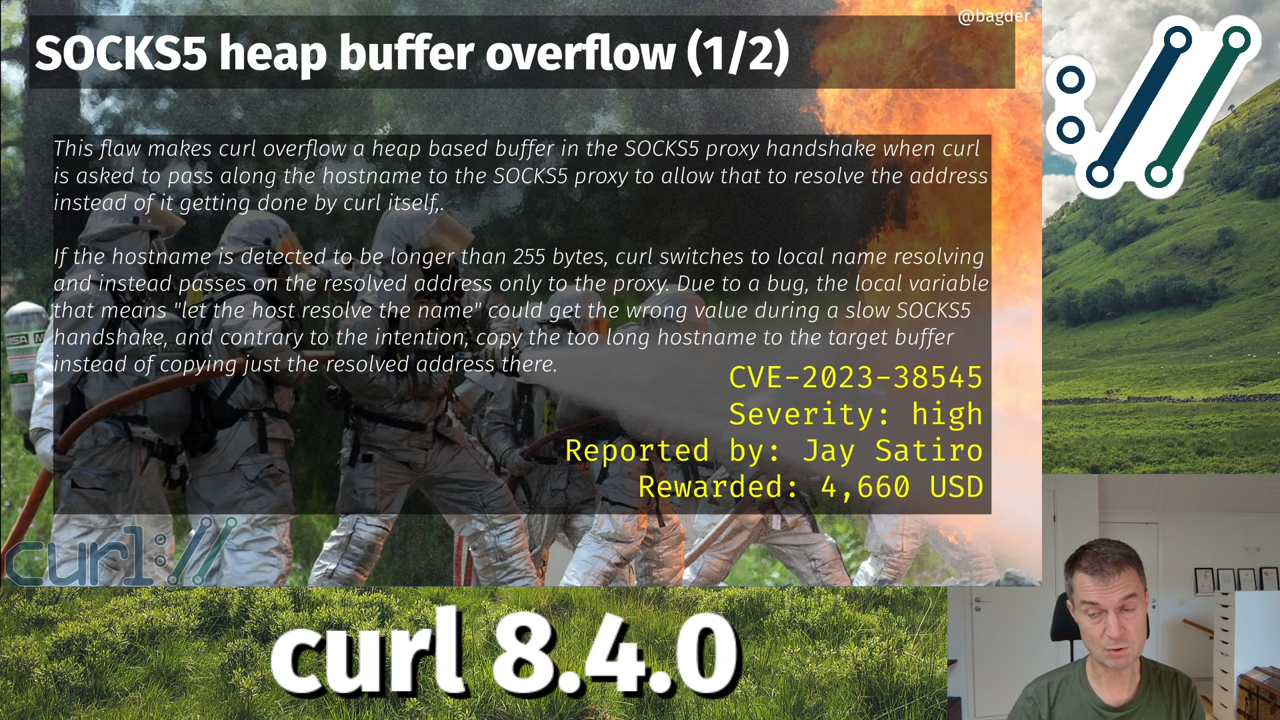 @bagder
SOCKS5 heap buffer overflow (1/2)
This flaw makes curl overflow a heap based buffer in the SOCKS5 proxy handshake when curl
is asked to pass along the hostname to the SOCKS5 proxy to allow that to resolve the address
instead of it getting done by curl itself,.
If the hostname is detected to be longer than 255 bytes, curl switches to local name resolving
and instead passes on the resolved address only to the proxy. Due to a bug, the local variable
that means "let the host resolve the name" could get the wrong value during a slow SOCKS5
handshake, and contrary to the intention, copy the too long hostname to the target buffer
instead of copying just the resolved address there.
CVE-2023-38545
Severity: high
Reported by: Jay Satiro
Rewarded: 4,660 USD
curl://
curl 8.4.0